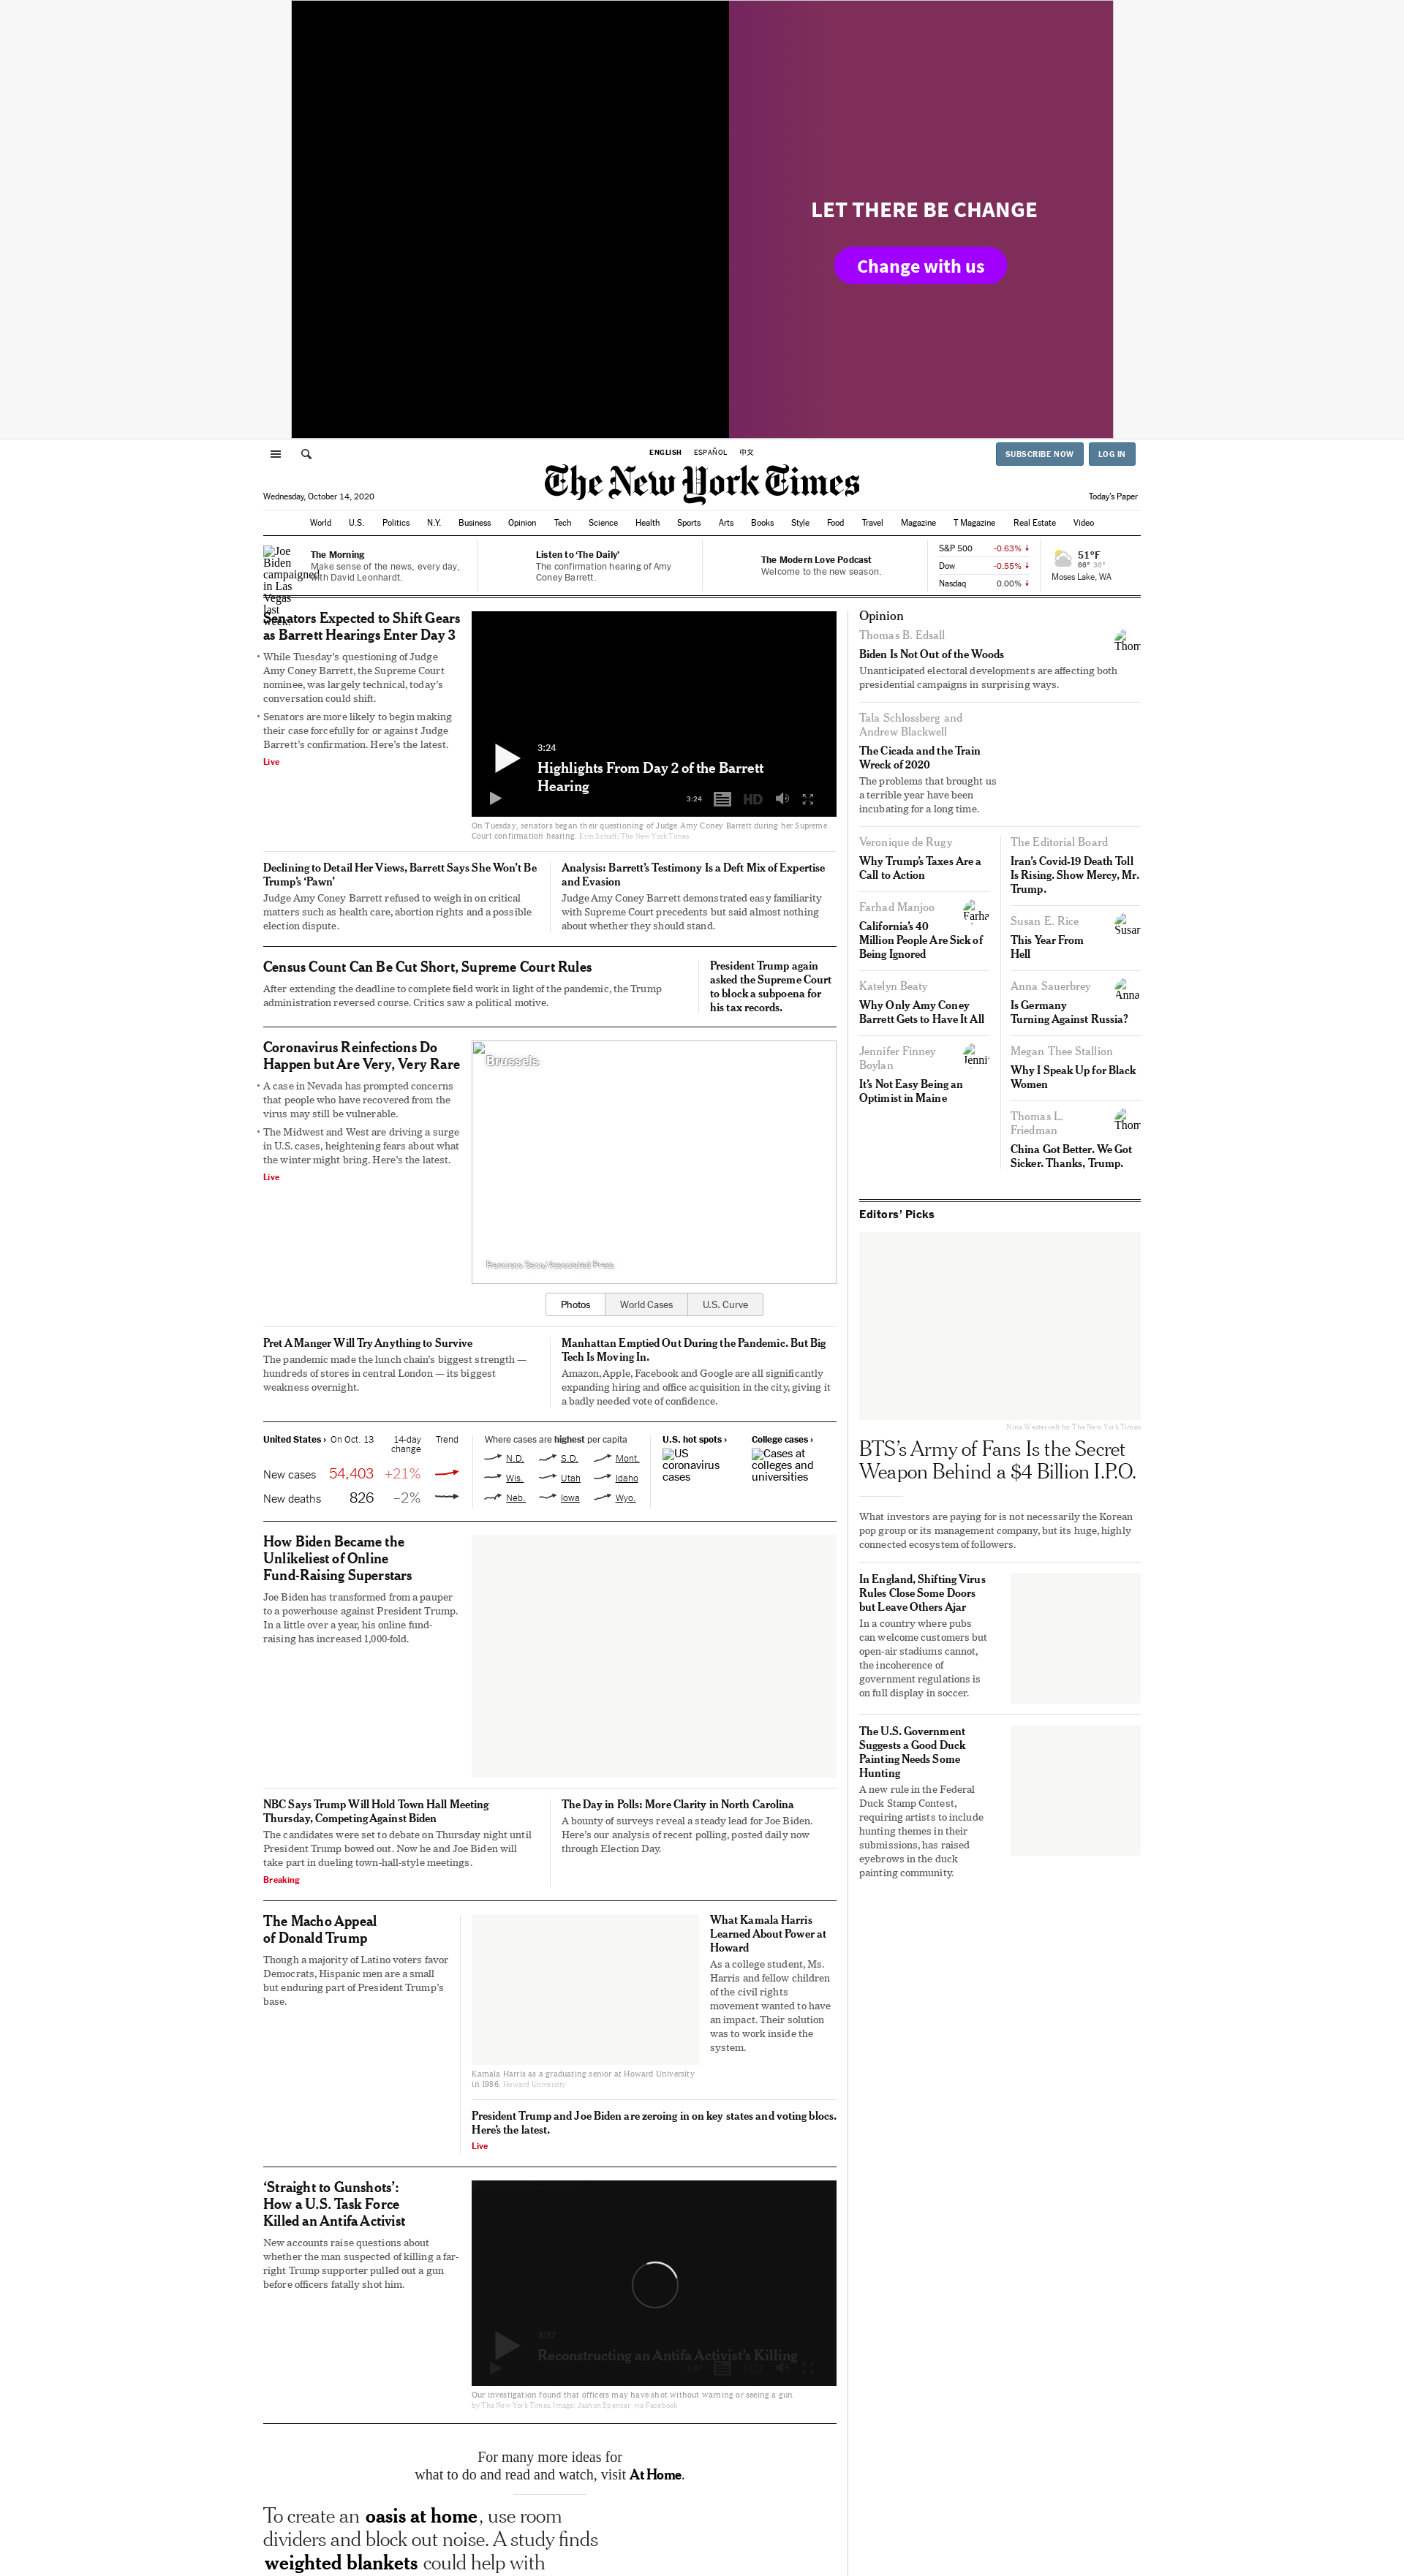 LET THERE BE CHANGE
Change with us
ENGLISH ESPAÑOL 中文
SUBSCRIBE NOW LOG IN
The New York Times
Wednesday, October 14, 2020
Today's Paper
World U.S. Politics N.Y. Business Opinion Tech Science Health Sports Arts Books Style Food Travel Magazine T Magazine Real Estate Video
Joe
Biden
campaigned
in Las
Vegas
last
week.
The Morning
Make sense of the news, every day,
with David Leonhardt.
Listen to ‘The Daily’
The confirmation hearing of Amy
Coney Barrett.
The Modern Love Podcast
Welcome to the new season.
S&P 500 -0.63%
Dow -0.55%
Nasdaq 0.00%
51°F
66° 36°
Moses Lake, WA
Senators Expected to Shift Gears
as Barrett Hearings Enter Day 3
• While Tuesday’s questioning of Judge
Amy Coney Barrett, the Supreme Court
nominee, was largely technical, today’s
conversation could shift.
• Senators are more likely to begin making
their case forcefully for or against Judge
Barrett’s confirmation. Here’s the latest.
Live
3:24
Highlights From Day 2 of the Barrett
Hearing
3:24 HD
On Tuesday, senators began their questioning of Judge Amy Coney Barrett during her Supreme
Court confirmation hearing. Erin Schaff/The New York Times
Declining to Detail Her Views, Barrett Says She Won’t Be
Trump’s ‘Pawn’
Judge Amy Coney Barrett refused to weigh in on critical
matters such as health care, abortion rights and a possible
election dispute.
Analysis: Barrett’s Testimony Is a Deft Mix of Expertise
and Evasion
Judge Amy Coney Barrett demonstrated easy familiarity
with Supreme Court precedents but said almost nothing
about whether they should stand.
Census Count Can Be Cut Short, Supreme Court Rules
After extending the deadline to complete field work in light of the pandemic, the Trump
administration reversed course. Critics saw a political motive.
President Trump again
asked the Supreme Court
to block a subpoena for
his tax records.
Coronavirus Reinfections Do
Happen but Are Very, Very Rare
• A case in Nevada has prompted concerns
that people who have recovered from the
virus may still be vulnerable.
• The Midwest and West are driving a surge
in U.S. cases, heightening fears about what
the winter might bring. Here’s the latest.
Live
Brussels
Francisco Seco/Associated Press
Photos World Cases U.S. Curve
Pret A Manger Will Try Anything to Survive
The pandemic made the lunch chain’s biggest strength —
hundreds of stores in central London — its biggest
weakness overnight.
Manhattan Emptied Out During the Pandemic. But Big
Tech Is Moving In.
Amazon, Apple, Facebook and Google are all significantly
expanding hiring and office acquisition in the city, giving it
a badly needed vote of confidence.
United States › On Oct. 13 14-day
change Trend
New cases 54,403 +21%
New deaths 826 –2%
Where cases are highest per capita
N.D. S.D. Mont.
Wis. Utah Idaho
Neb. Iowa Wyo.
U.S. hot spots ›
US
coronavirus
cases
College cases ›
Cases at
colleges and
universities
How Biden Became the
Unlikeliest of Online
Fund-Raising Superstars
Joe Biden has transformed from a pauper
to a powerhouse against President Trump.
In a little over a year, his online fund-
raising has increased 1,000-fold.
NBC Says Trump Will Hold Town Hall Meeting
Thursday, Competing Against Biden
The candidates were set to debate on Thursday night until
President Trump bowed out. Now he and Joe Biden will
take part in dueling town-hall-style meetings.
Breaking
The Day in Polls: More Clarity in North Carolina
A bounty of surveys reveal a steady lead for Joe Biden.
Here’s our analysis of recent polling, posted daily now
through Election Day.
The Macho Appeal
of Donald Trump
Though a majority of Latino voters favor
Democrats, Hispanic men are a small
but enduring part of President Trump’s
base.
Kamala Harris as a graduating senior at Howard University
in 1986. Howard University
What Kamala Harris
Learned About Power at
Howard
As a college student, Ms.
Harris and fellow children
of the civil rights
movement wanted to have
an impact. Their solution
was to work inside the
system.
President Trump and Joe Biden are zeroing in on key states and voting blocs.
Here’s the latest.
Live
‘Straight to Gunshots’:
How a U.S. Task Force
Killed an Antifa Activist
New accounts raise questions about
whether the man suspected of killing a far-
right Trump supporter pulled out a gun
before officers fatally shot him.
3:37
Reconstructing an Antifa Activist’s Killing
Our investigation found that officers may have shot without warning or seeing a gun.
by The New York Times. Image: Jashon Spencer, via Facebook
For many more ideas for
what to do and read and watch, visit At Home.
To create an oasis at home, use room
dividers and block out noise. A study finds
weighted blankets could help with
Opinion
Thomas B. Edsall
Thom
Biden Is Not Out of the Woods
Unanticipated electoral developments are affecting both
presidential campaigns in surprising ways.
Tala Schlossberg and
Andrew Blackwell
The Cicada and the Train
Wreck of 2020
The problems that brought us
a terrible year have been
incubating for a long time.
Veronique de Rugy
Why Trump’s Taxes Are a
Call to Action
Farhad Manjoo
Farha
California’s 40
Million People Are Sick of
Being Ignored
Katelyn Beaty
Why Only Amy Coney
Barrett Gets to Have It All
Jennifer Finney
Boylan
Jenni
It’s Not Easy Being an
Optimist in Maine
The Editorial Board
Iran’s Covid-19 Death Toll
Is Rising. Show Mercy, Mr.
Trump.
Susan E. Rice
Susan
This Year From
Hell
Anna Sauerbrey
Anna
Is Germany
Turning Against Russia?
Megan Thee Stallion
Why I Speak Up for Black
Women
Thomas L.
Friedman
Thom
China Got Better. We Got
Sicker. Thanks, Trump.
Editors’ Picks
Nina Westervelt for The New York Times
BTS’s Army of Fans Is the Secret
Weapon Behind a $4 Billion I.P.O.
What investors are paying for is not necessarily the Korean
pop group or its management company, but its huge, highly
connected ecosystem of followers.
In England, Shifting Virus
Rules Close Some Doors
but Leave Others Ajar
In a country where pubs
can welcome customers but
open-air stadiums cannot,
the incoherence of
government regulations is
on full display in soccer.
The U.S. Government
Suggests a Good Duck
Painting Needs Some
Hunting
A new rule in the Federal
Duck Stamp Contest,
requiring artists to include
hunting themes in their
submissions, has raised
eyebrows in the duck
painting community.